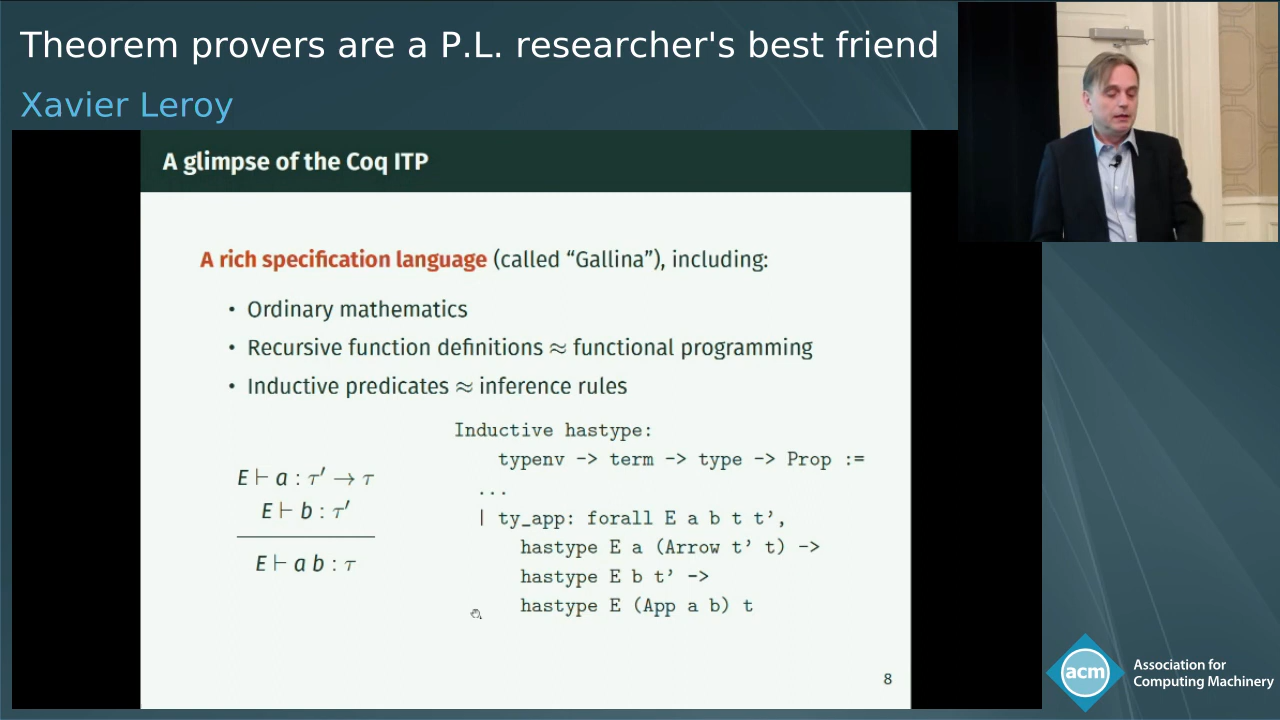 Theorem provers are a P.L. researcher's best friend
Xavier Leroy
A glimpse of the Coq ITP
A rich specification language (called “Gallina”), including:
• Ordinary mathematics
• Recursive function definitions ≈ functional programming
• Inductive predicates ≈ inference rules
E ⊢ a : τ′ → τ
E ⊢ b : τ′
E ⊢ a b : τ
Inductive hastype:
typenv -> term -> type -> Prop :=
...
| ty_app: forall E a b t t’,
hastype E a (Arrow t’ t) ->
hastype E b t’ ->
hastype E (App a b) t
8
acm
Association for
Computing Machinery